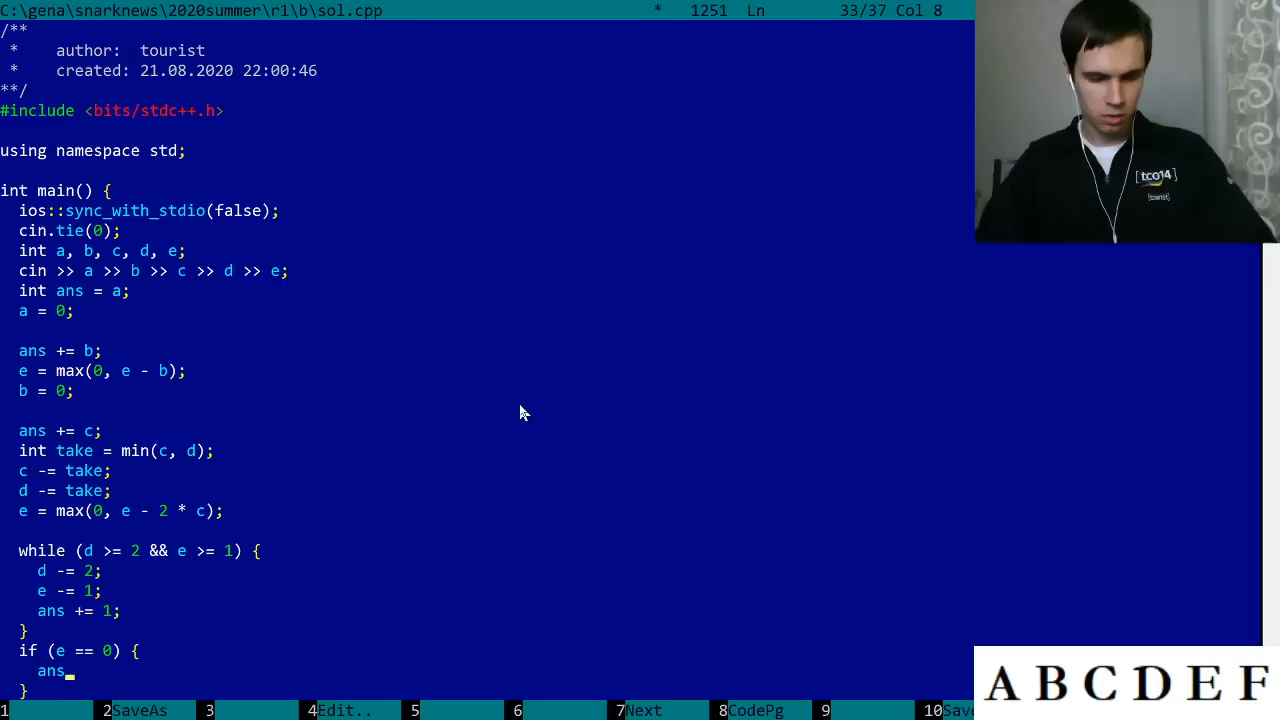 C:\gena\snarknews\2020summer\r1\b\sol.cpp * 1251 Ln 33/37 Col 8
/**
 *    author:  tourist
 *    created: 21.08.2020 22:00:46
**/
#include <bits/stdc++.h>
using namespace std;
int main() {
  ios::sync_with_stdio(false);
  cin.tie(0);
  int a, b, c, d, e;
  cin >> a >> b >> c >> d >> e;
  int ans = a;
  a = 0;
  ans += b;
  e = max(0, e - b);
  b = 0;
  ans += c;
  int take = min(c, d);
  c -= take;
  d -= take;
  e = max(0, e - 2 * c);
  while (d >= 2 && e >= 1) {
    d -= 2;
    e -= 1;
    ans += 1;
  }
  if (e == 0) {
    ans
  }
1 2SaveAs 3 4Edit.. 5 6 7Next 8CodePg 9 10Save
[tco14]
[tourist]
A B C D E F